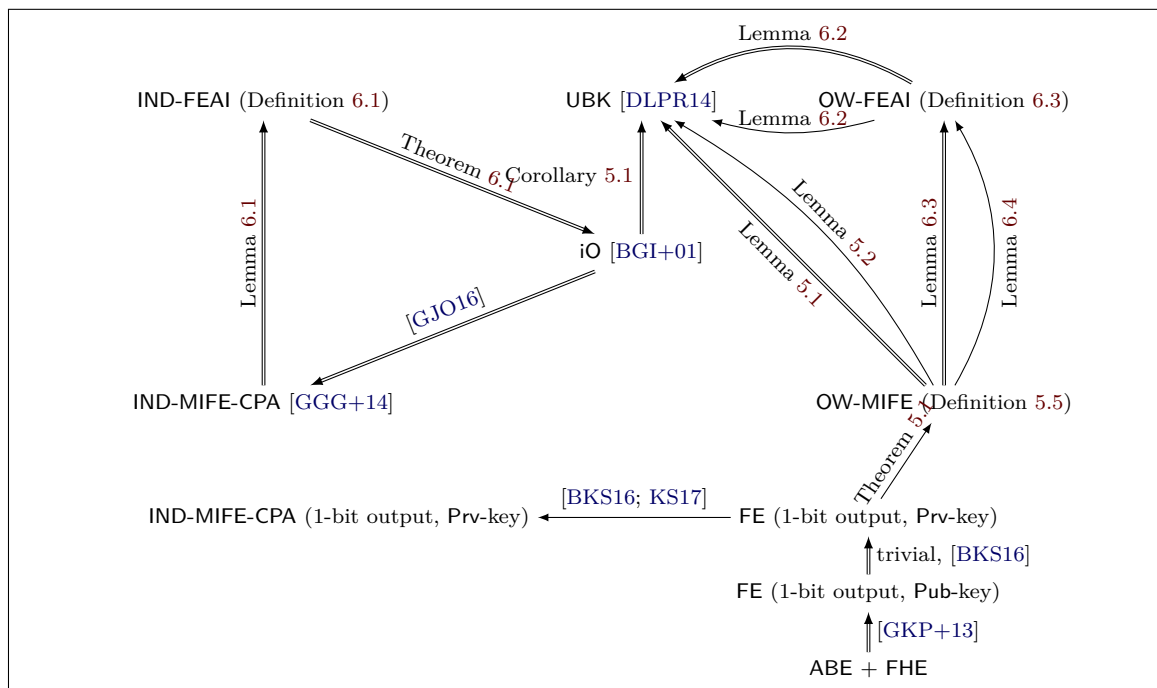 Lemma 6.2
IND-FEAI (Definition 6.1)
UBK [DLPR14]
OW-FEAI (Definition 6.3)
Lemma 6.2
Theorem 6.1
Corollary 5.1
Lemma 6.1
Lemma 5.2
Lemma 5.1
Lemma 6.3
Lemma 6.4
iO [BGI+01]
[GJO16]
IND-MIFE-CPA [GGG+14]
OW-MIFE (Definition 5.5)
Theorem 5.1
[BKS16; KS17]
IND-MIFE-CPA (1-bit output, Prv-key)
FE (1-bit output, Prv-key)
trivial, [BKS16]
FE (1-bit output, Pub-key)
[GKP+13]
ABE + FHE